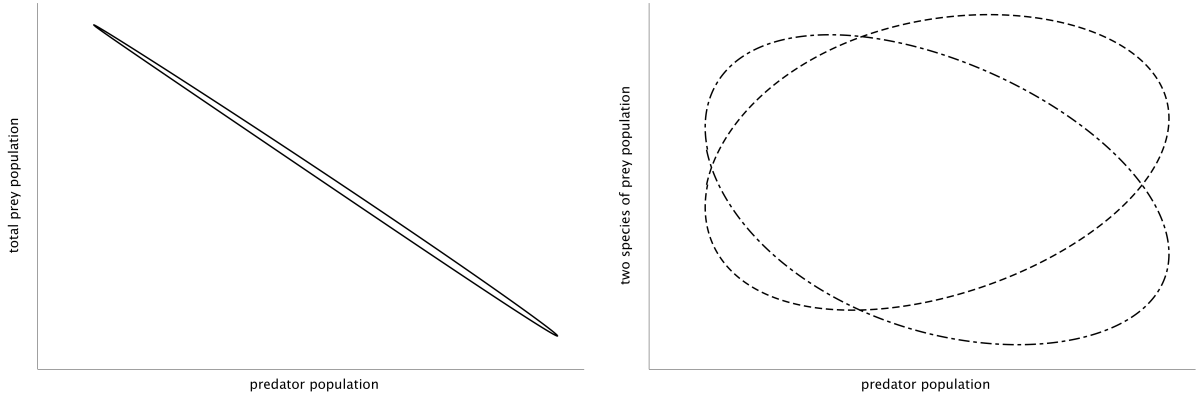 total prey population
predator population
two species of prey population
predator population